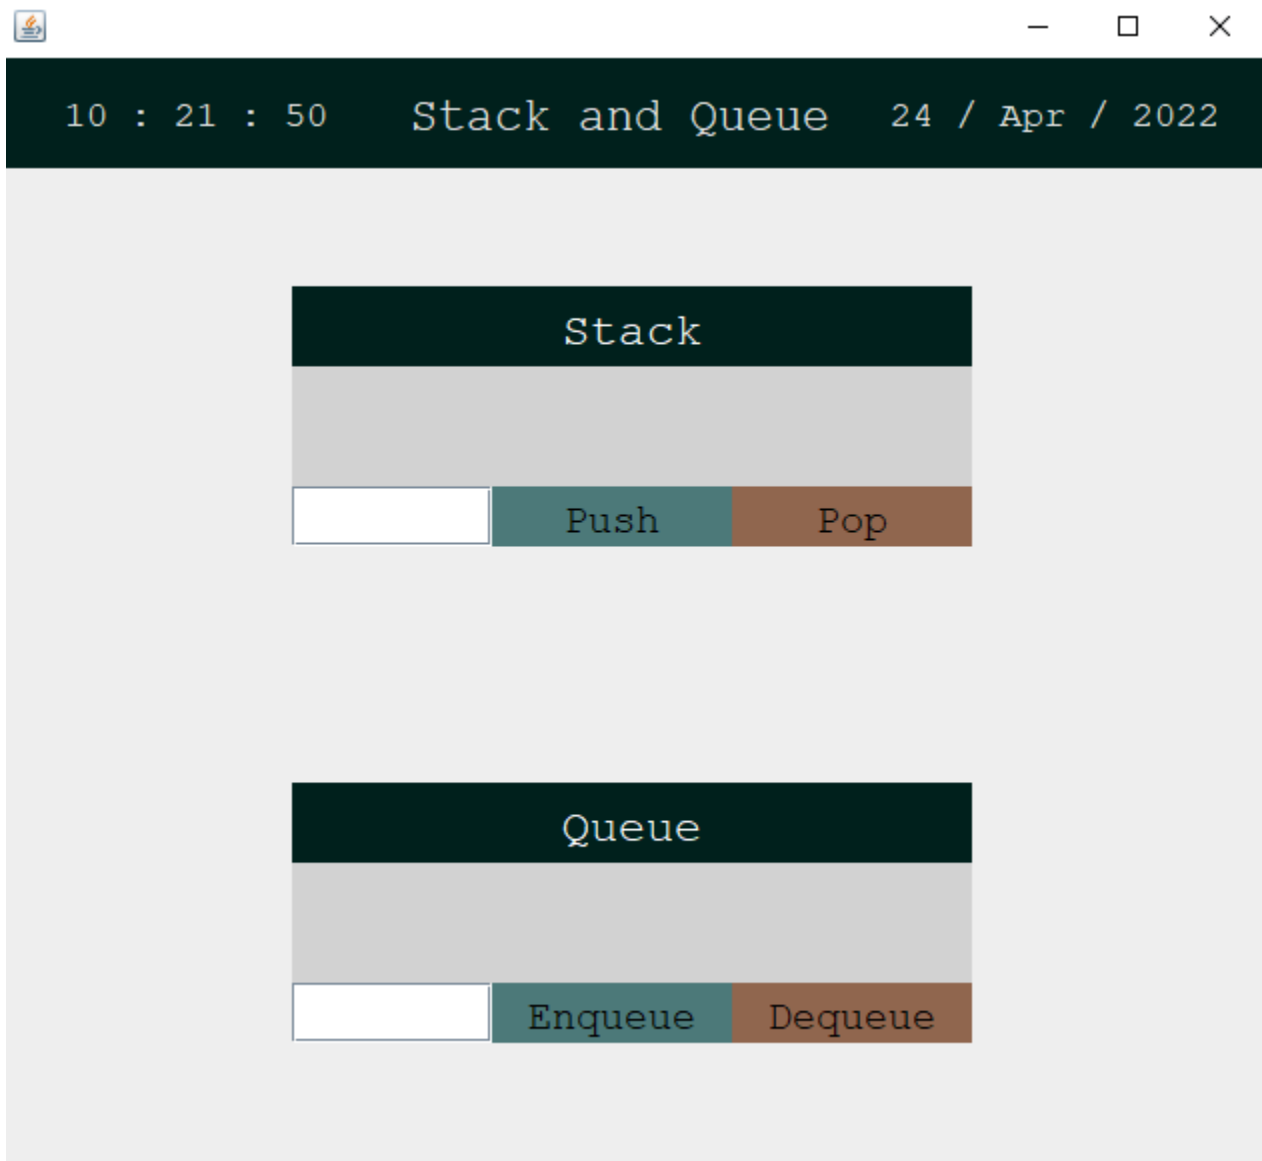 10 : 21 : 50 Stack and Queue 24 / Apr / 2022
Stack
Push Pop
Queue
Enqueue Dequeue